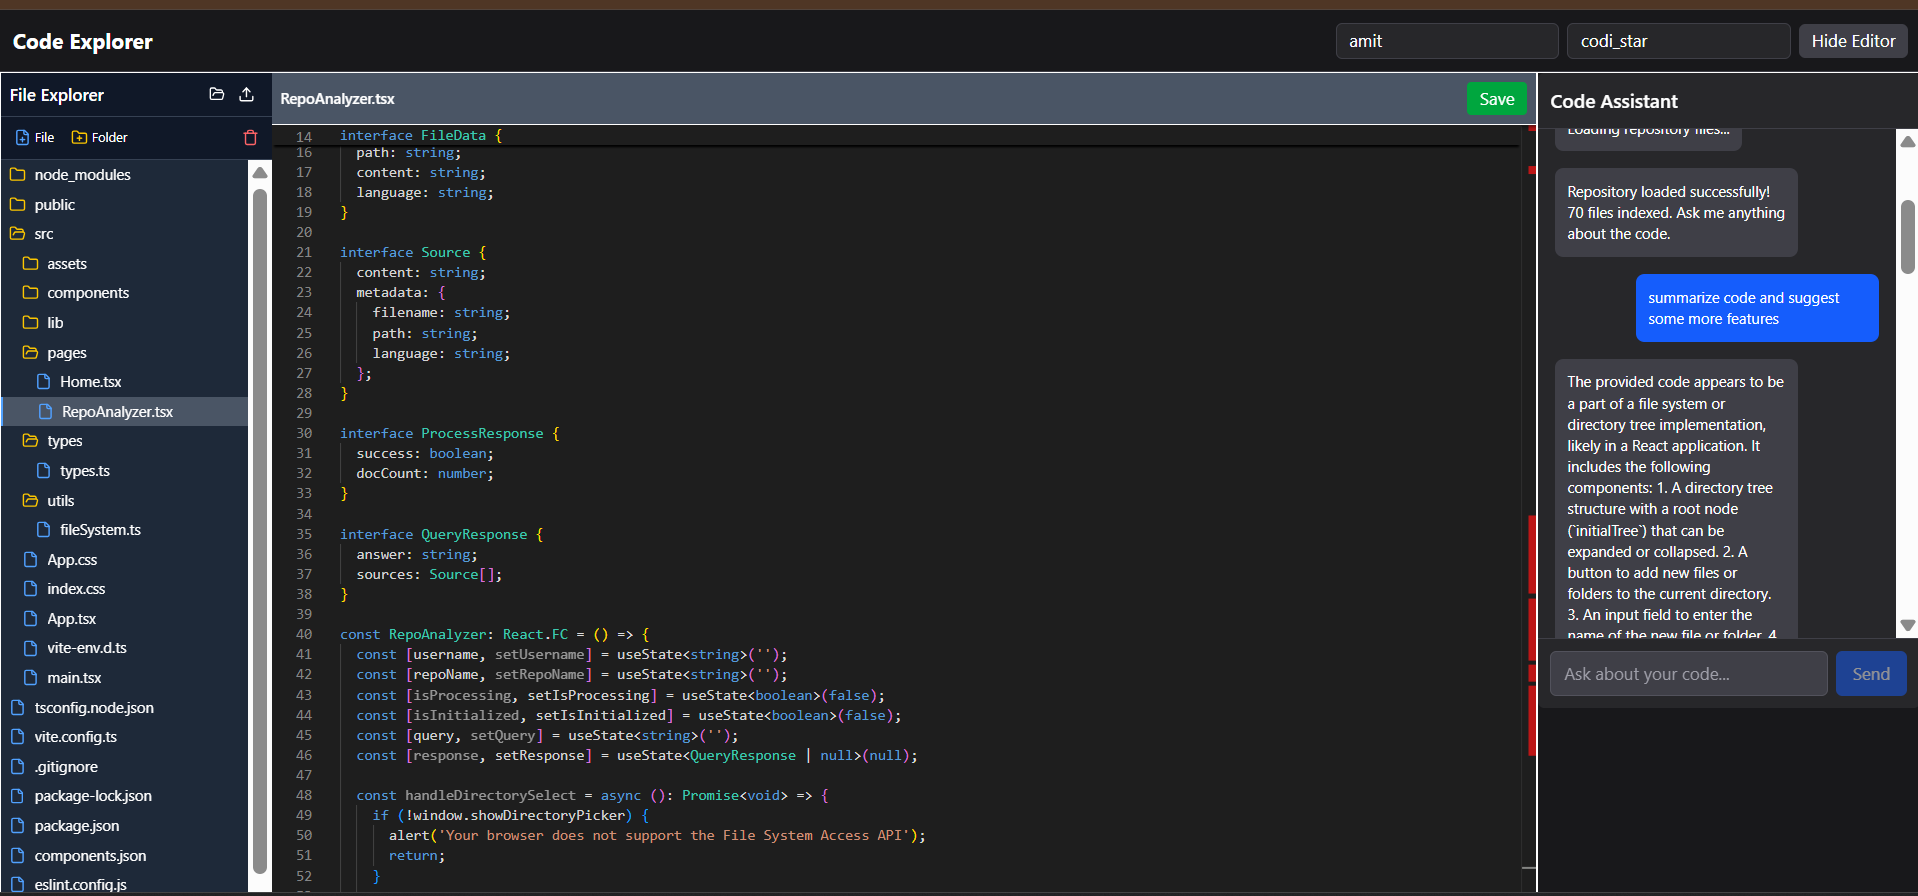 Code Explorer
amit
codi_star
Hide Editor
File Explorer
File
Folder
node_modules
public
src
assets
components
lib
pages
Home.tsx
RepoAnalyzer.tsx
types
types.ts
utils
fileSystem.ts
App.css
index.css
App.tsx
vite-env.d.ts
main.tsx
tsconfig.node.json
vite.config.ts
.gitignore
package-lock.json
package.json
components.json
eslint.config.js
RepoAnalyzer.tsx
Save
14 interface FileData {
16 path: string;
17 content: string;
18 language: string;
19 }
20
21 interface Source {
22 content: string;
23 metadata: {
24 filename: string;
25 path: string;
26 language: string;
27 };
28 }
29
30 interface ProcessResponse {
31 success: boolean;
32 docCount: number;
33 }
34
35 interface QueryResponse {
36 answer: string;
37 sources: Source[];
38 }
39
40 const RepoAnalyzer: React.FC = () => {
41 const [username, setUsername] = useState<string>('');
42 const [repoName, setRepoName] = useState<string>('');
43 const [isProcessing, setIsProcessing] = useState<boolean>(false);
44 const [isInitialized, setIsInitialized] = useState<boolean>(false);
45 const [query, setQuery] = useState<string>('');
46 const [response, setResponse] = useState<QueryResponse | null>(null);
47
48 const handleDirectorySelect = async (): Promise<void> => {
49 if (!window.showDirectoryPicker) {
50 alert('Your browser does not support the File System Access API');
51 return;
52 }
Code Assistant
Loading repository files...
Repository loaded successfully!
70 files indexed. Ask me anything
about the code.
summarize code and suggest
some more features
The provided code appears to be
a part of a file system or
directory tree implementation,
likely in a React application. It
includes the following
components: 1. A directory tree
structure with a root node
(`initialTree`) that can be
expanded or collapsed. 2. A
button to add new files or
folders to the current directory.
3. An input field to enter the
name of the new file or folder. 4.
Ask about your code...
Send